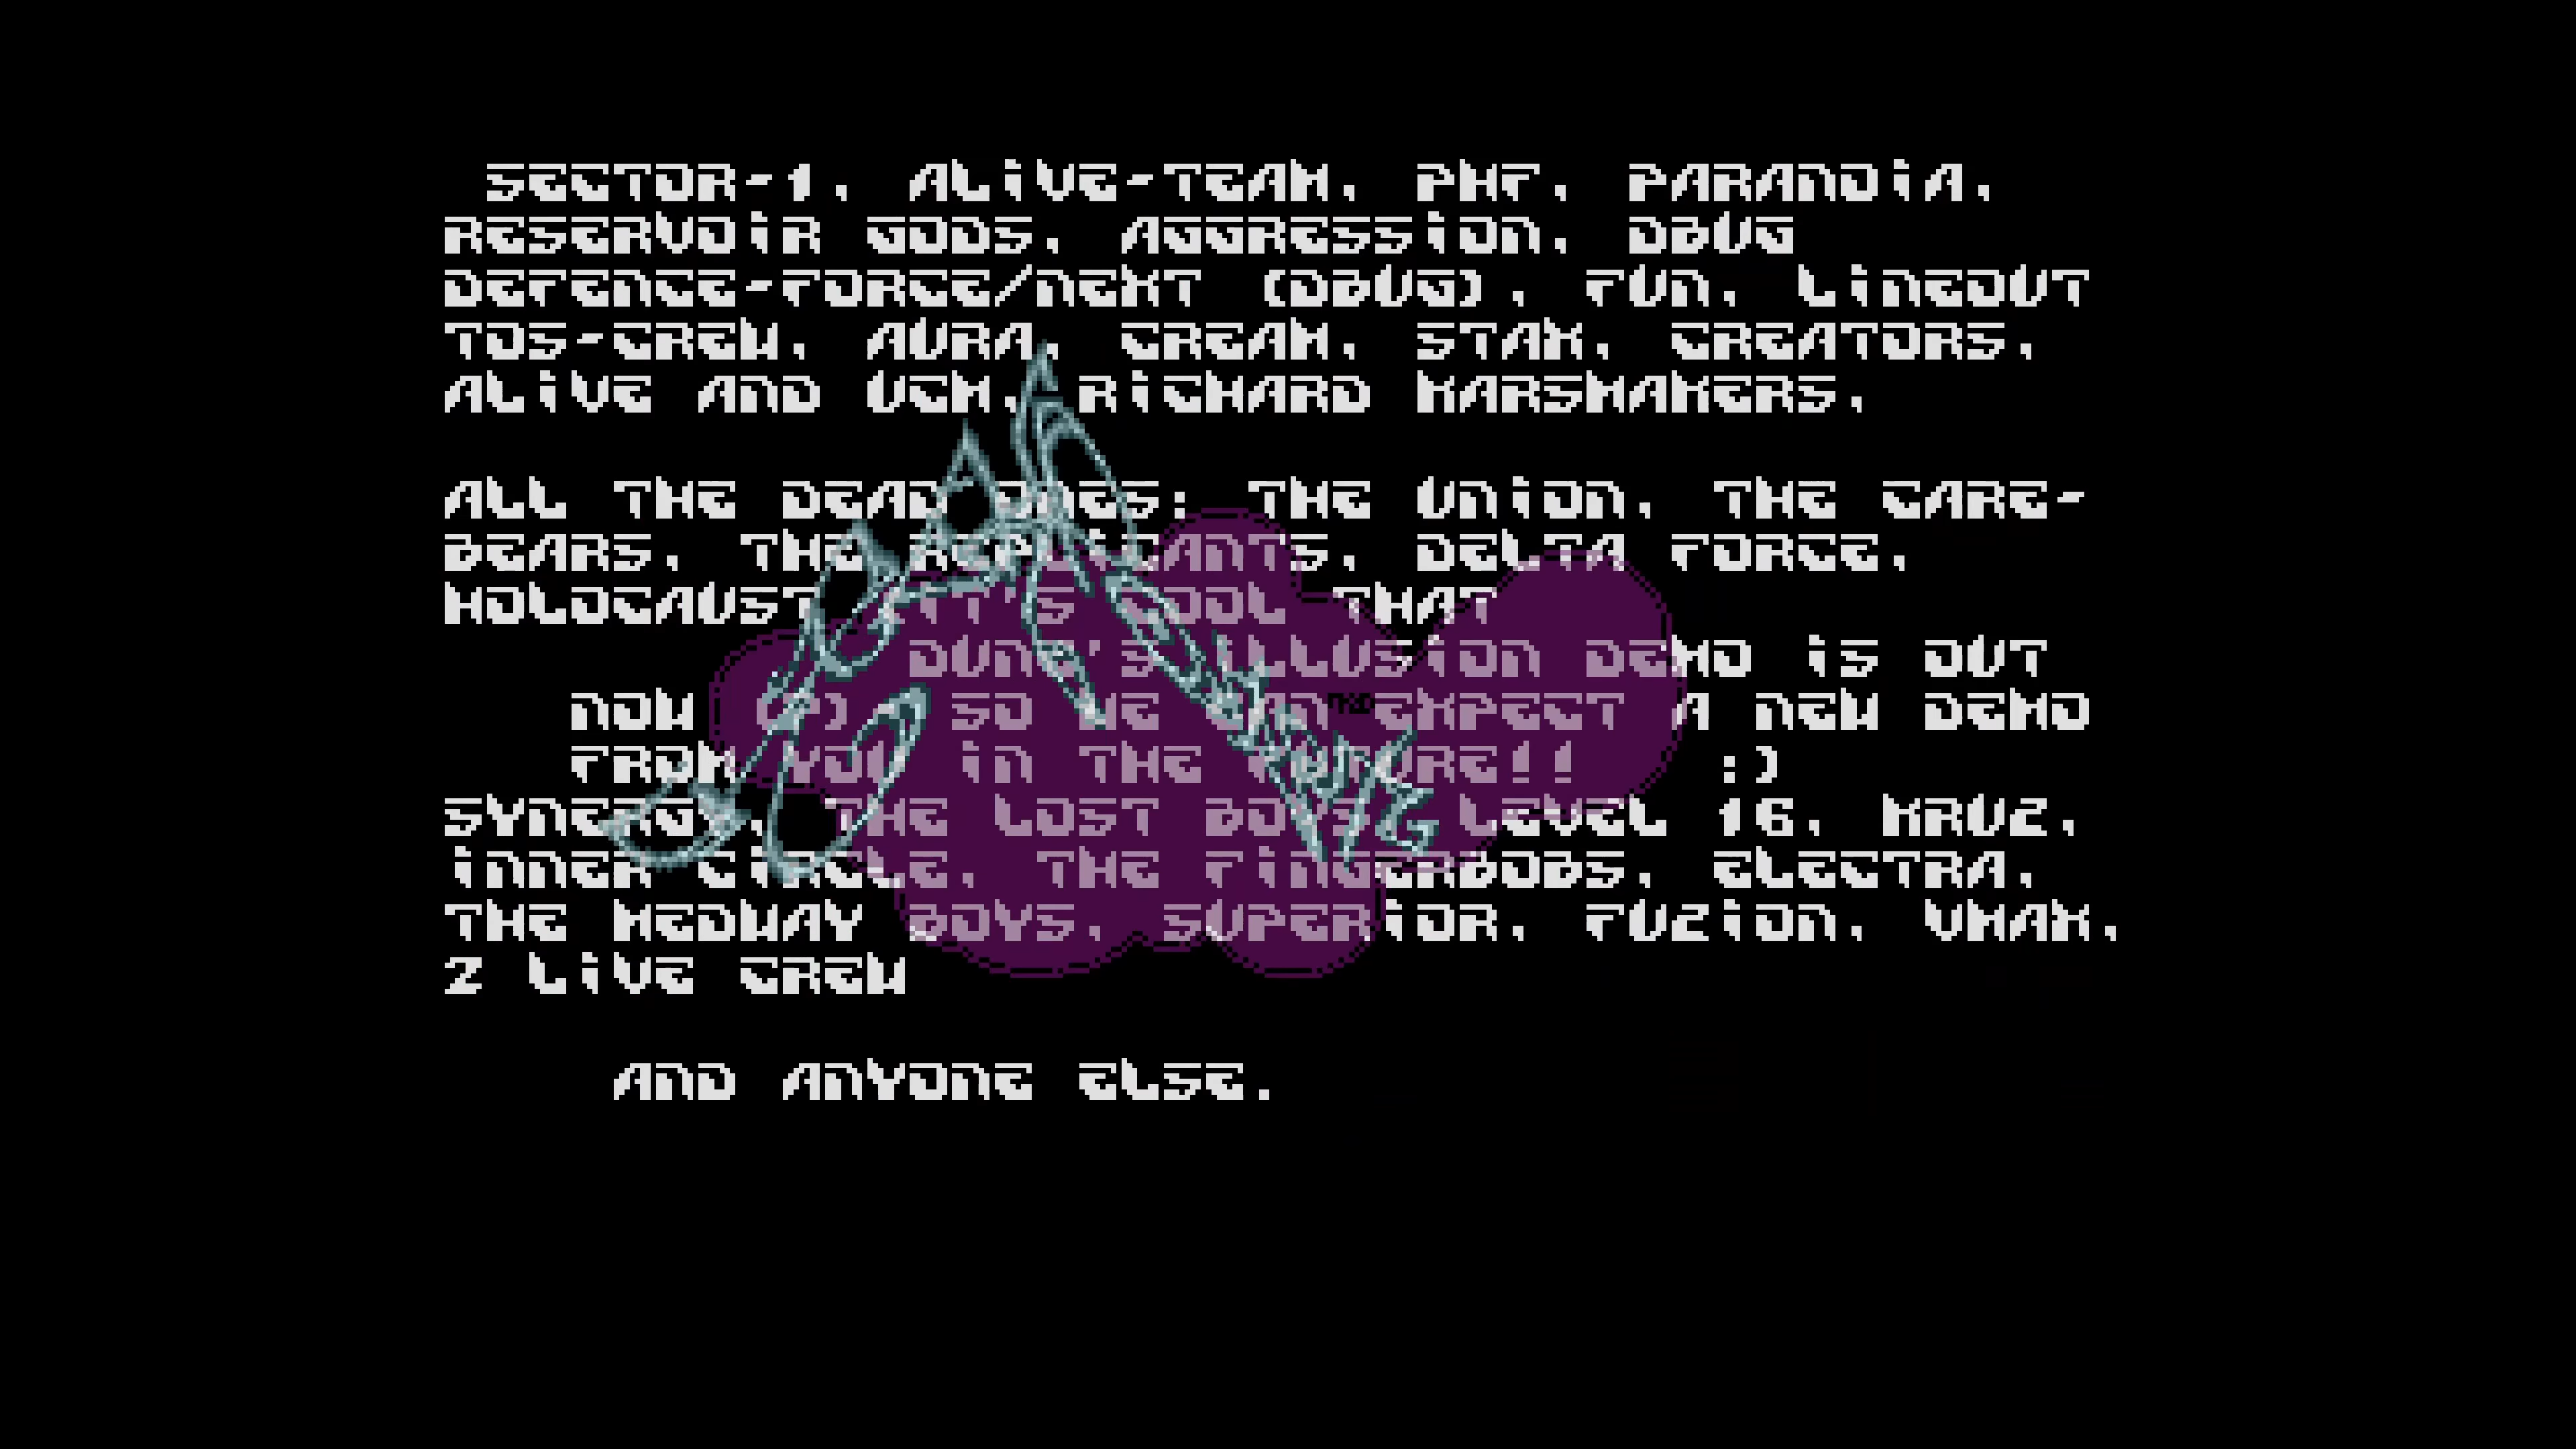 SECTOR-1, ALiVE-TEAM, PHF, PARANOiA,
RESERVOiR GODS, AGGRESSiON, DBUG
DEFENCE-FORCE/NEXT (DBUG), FUN, LiNEOUT
TOS-CREW, AURA, CREAM, STAX, CREATORS,
ALiVE AND UCM, RiCHARD KARSMAKERS,
ALL THE DEAD ONES: THE UNiON, THE CARE-
BEARS, THE REPLiCANTS, DELTA FORCE,
HOLOCAUST iT'S COOL THAT
DUNE'S iLLUSiON DEMO iS OUT
NOW SO WE CAN EXPECT A NEW DEMO
FROM YOU iN THE FUTURE!! :)
SYNERGY, THE LOST BOYS, LEVEL 16, KRUZ,
iNNER CiRCLE, THE FiNGERBOBS, ELECTRA,
THE MEDWAY BOYS, SUPERiOR, FUZiON, VMAX,
2 LiVE CREW
AND ANYONE ELSE.